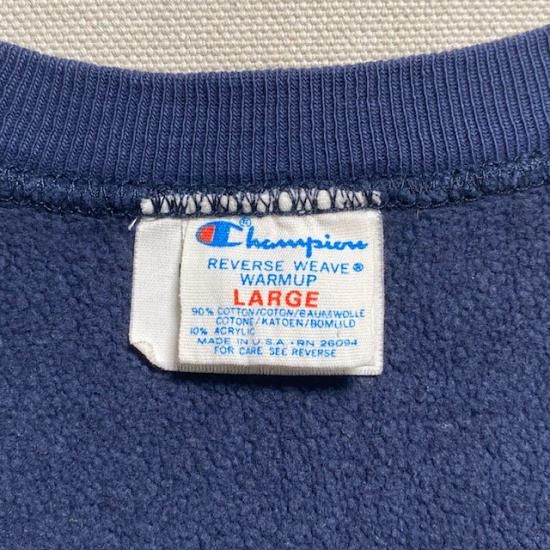 Champion®
REVERSE WEAVE®
WARMUP
LARGE
90% COTTON/COTON/BAUMWOLLE
COTONE/KATOEN/BOMULD
10% ACRYLIC
MADE IN U.S.A. - RN 26094
FOR CARE SEE REVERSE